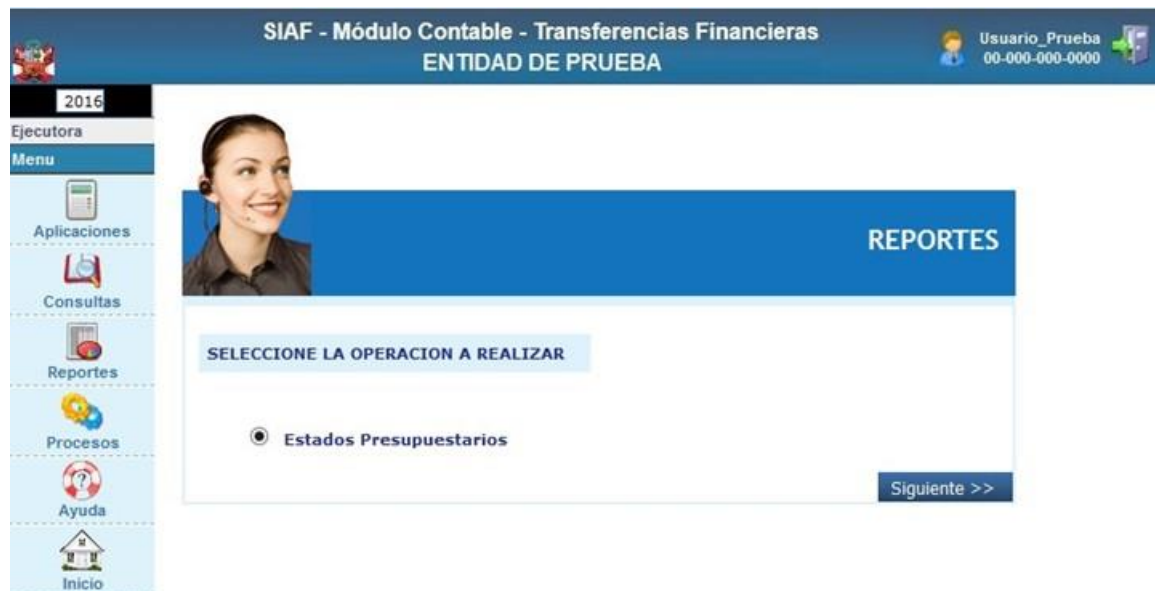 SIAF - Módulo Contable - Transferencias Financieras
ENTIDAD DE PRUEBA
Usuario_Prueba
00-000-000-0000
2016
Ejecutora
Menu
Aplicaciones
Consultas
Reportes
Procesos
Ayuda
Inicio
REPORTES
SELECCIONE LA OPERACION A REALIZAR
Estados Presupuestarios
Siguiente >>